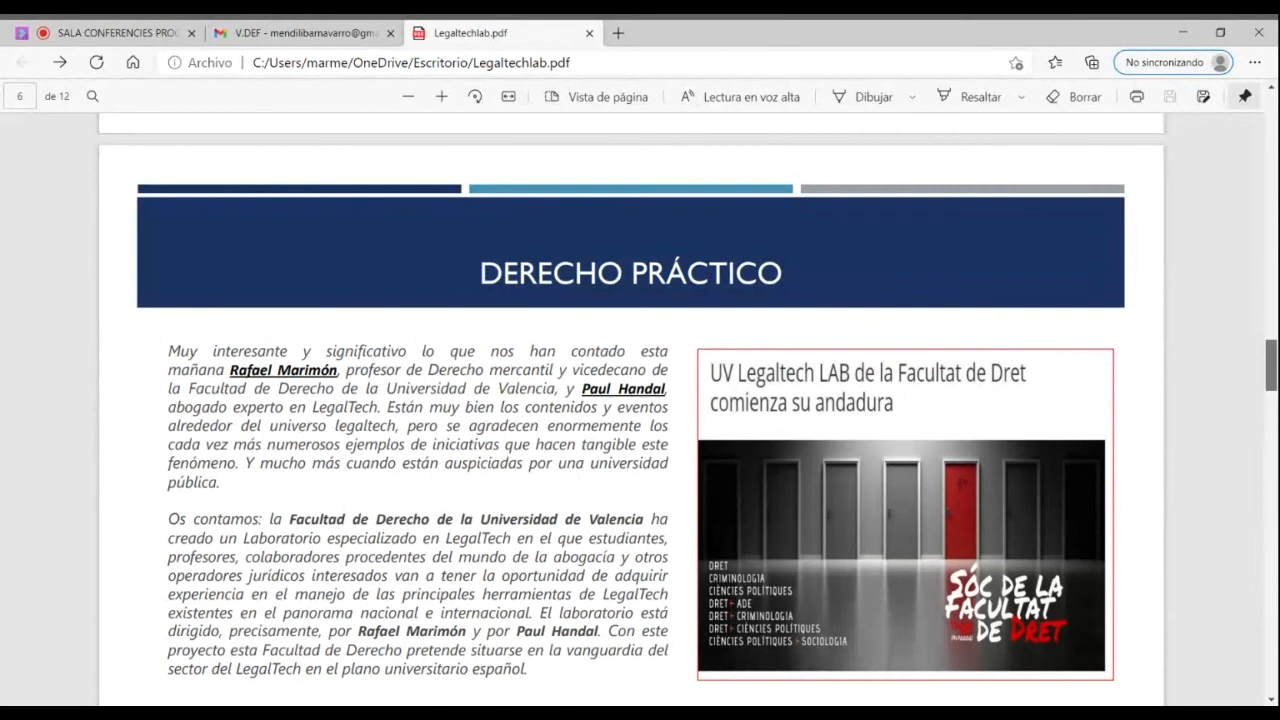 SALA CONFERENCIES PROC
V.DEF - mendilibarnavarro@gma
Legaltechlab.pdf
Archivo | C:/Users/marme/OneDrive/Escritorio/Legaltechlab.pdf
No sincronizando
6 de 12
Vista de página
Lectura en voz alta
Dibujar
Resaltar
Borrar
DERECHO PRÁCTICO
Muy interesante y significativo lo que nos han contado esta
mañana Rafael Marimón, profesor de Derecho mercantil y vicedecano de
la Facultad de Derecho de la Universidad de Valencia, y Paul Handal,
abogado experto en LegalTech. Están muy bien los contenidos y eventos
alrededor del universo legaltech, pero se agradecen enormemente los
cada vez más numerosos ejemplos de iniciativas que hacen tangible este
fenómeno. Y mucho más cuando están auspiciadas por una universidad
pública.
Os contamos: la Facultad de Derecho de la Universidad de Valencia ha
creado un Laboratorio especializado en LegalTech en el que estudiantes,
profesores, colaboradores procedentes del mundo de la abogacía y otros
operadores jurídicos interesados van a tener la oportunidad de adquirir
experiencia en el manejo de las principales herramientas de LegalTech
existentes en el panorama nacional e internacional. El laboratorio está
dirigido, precisamente, por Rafael Marimón y por Paul Handal. Con este
proyecto esta Facultad de Derecho pretende situarse en la vanguardia del
sector del LegalTech en el plano universitario español.
UV Legaltech LAB de la Facultat de Dret
comienza su andadura
DRET
CRIMINOLOGIA
CIÈNCIES POLÍTIQUES
DRET+ ADE
DRET+ CRIMINOLOGIA
DRET+ CIÈNCIES POLÍTIQUES
CIÈNCIES POLÍTIQUES + SOCIOLOGIA
SÓC DE LA
FACULTAT
DE DRET